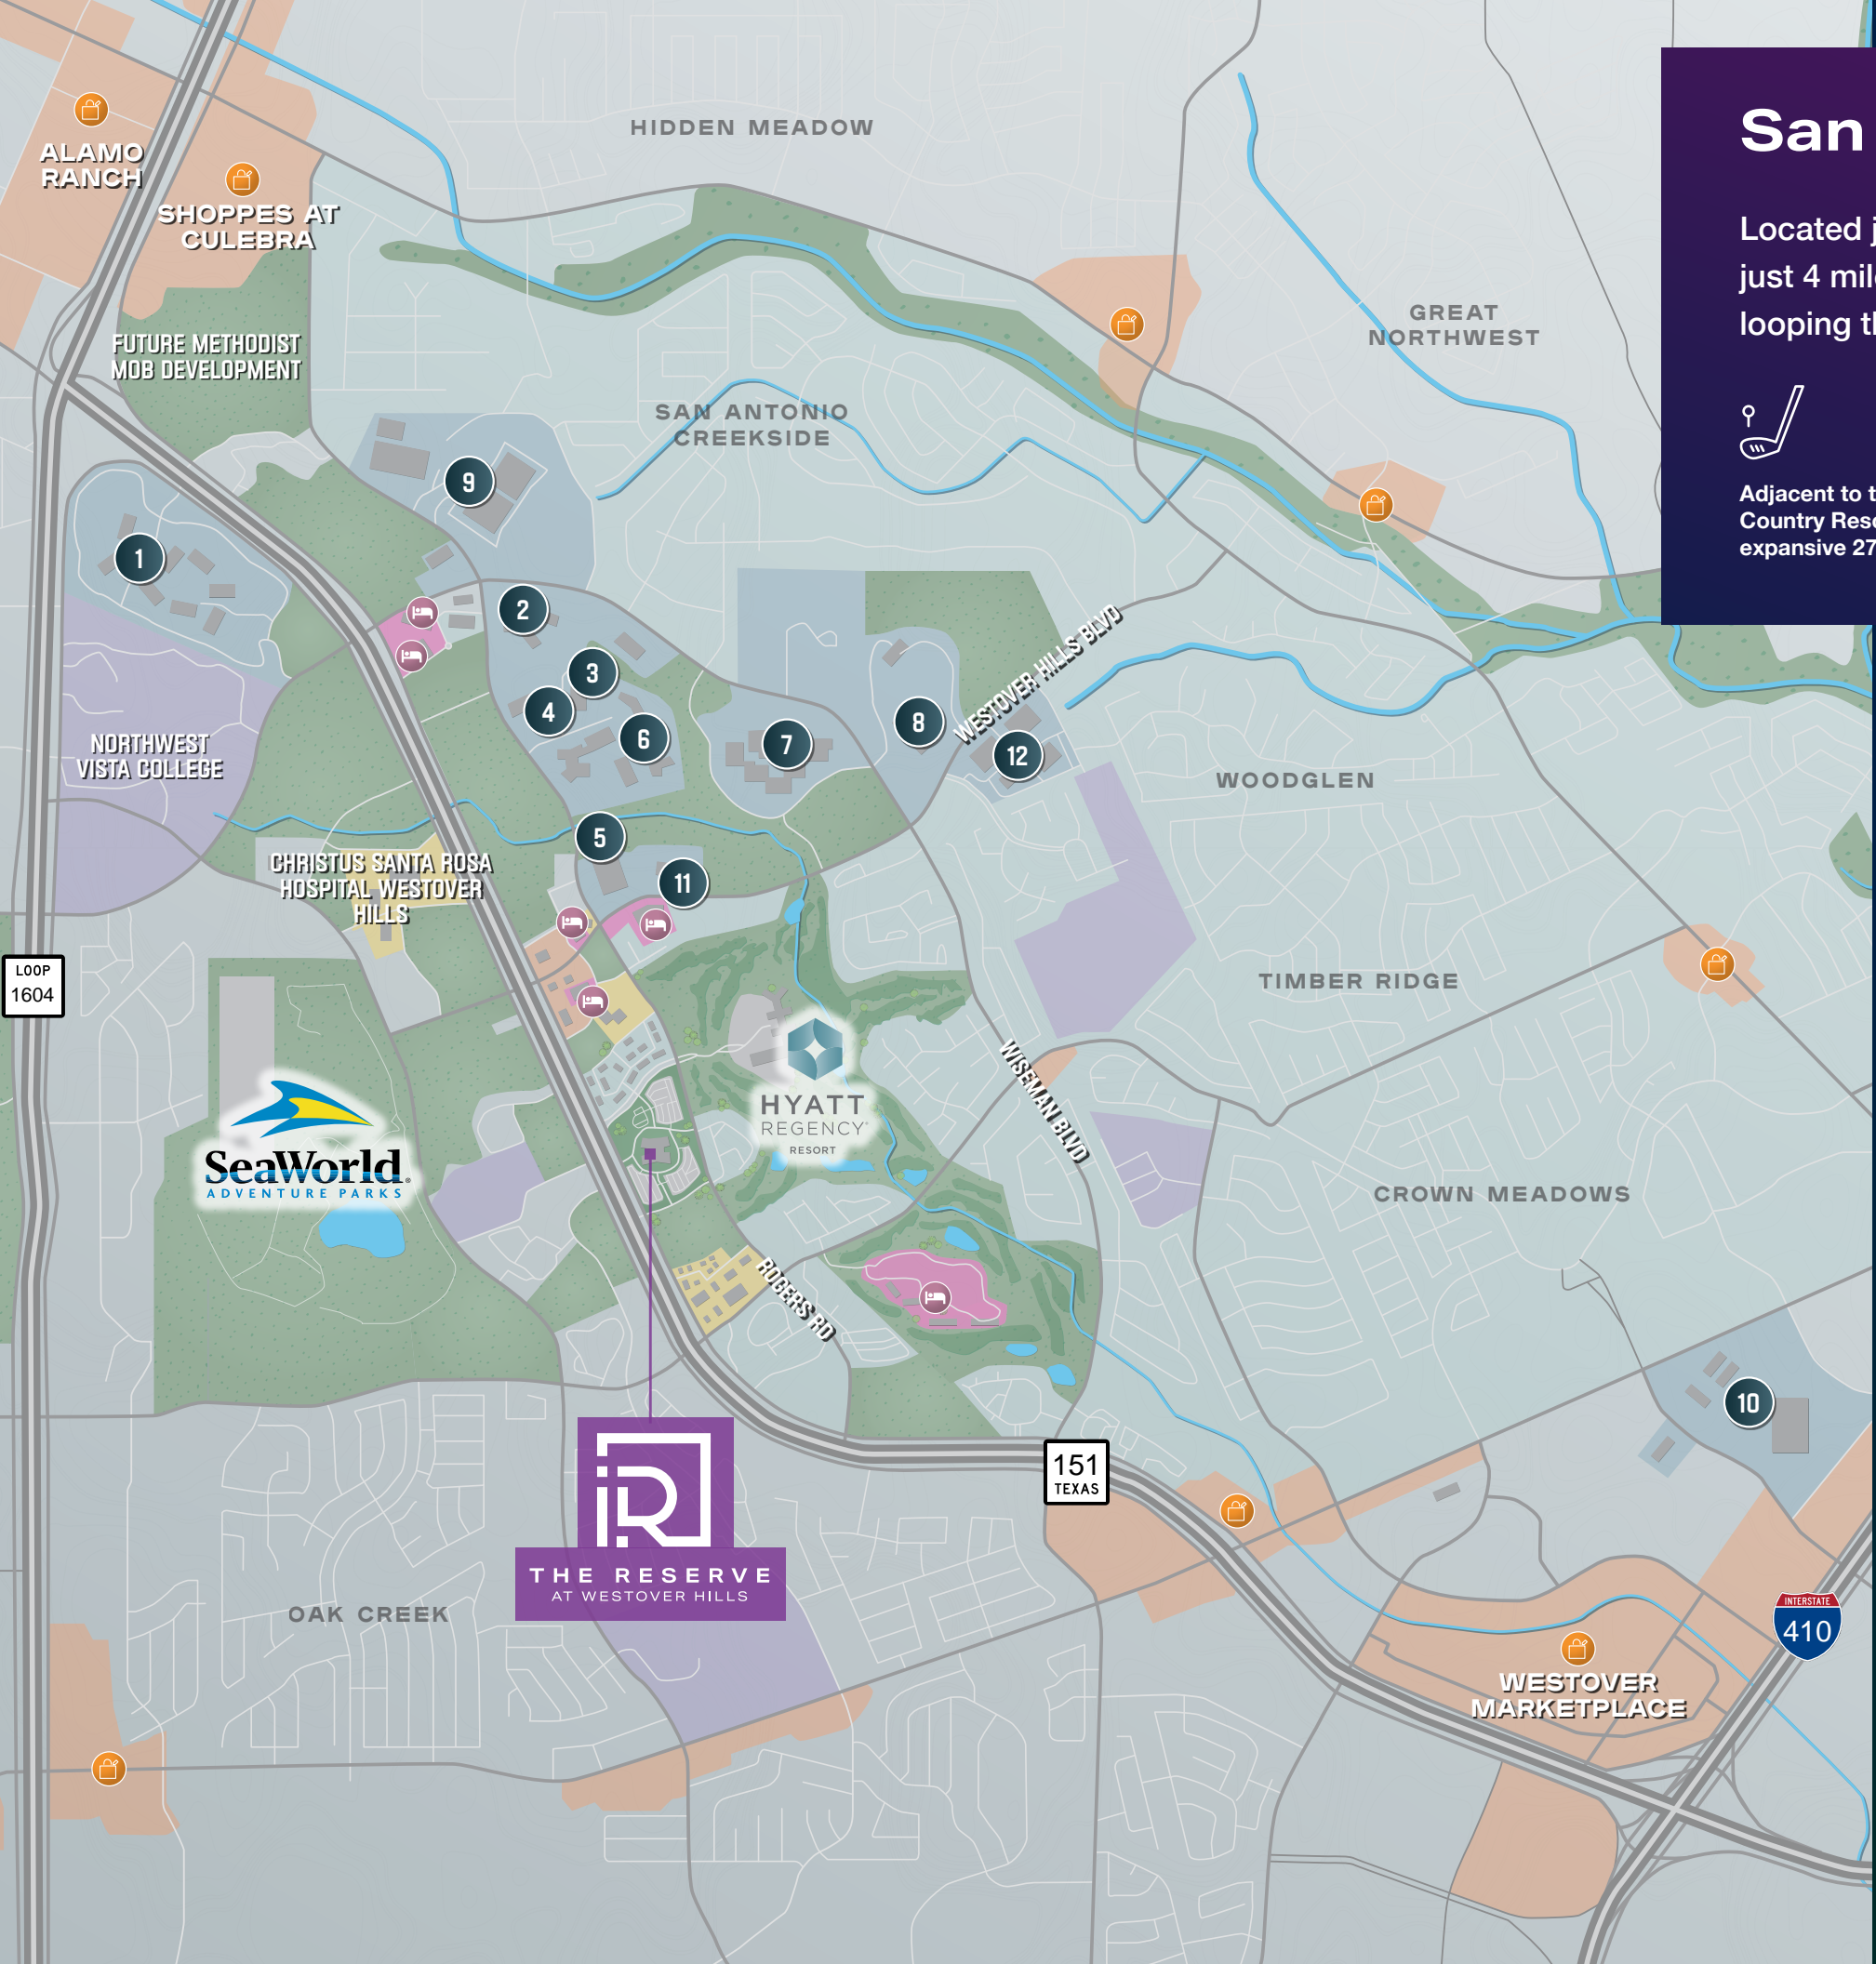 HIDDEN MEADOW
ALAMO
RANCH
SHOPPES AT
CULEBRA
San
Located j
just 4 mil
looping t
Adjacent to t
Country Res
expansive 27
FUTURE METHODIST
MOB DEVELOPMENT
GREAT
NORTHWEST
SAN ANTONIO
CREEKSIDE
9
1
2
3
4
6
7
8
12
WESTOVER HILLS BLVD
NORTHWEST
VISTA COLLEGE
WOODGLEN
5
11
CHRISTUS SANTA ROSA
HOSPITAL WESTOVER
HILLS
LOOP
1604
TIMBER RIDGE
HYATT
REGENCY
RESORT
WISEMAN BLVD
SeaWorld
ADVENTURE PARKS
CROWN MEADOWS
ROGERS RD
10
151
TEXAS
R
THE RESERVE
AT WESTOVER HILLS
OAK CREEK
INTERSTATE
410
WESTOVER
MARKETPLACE